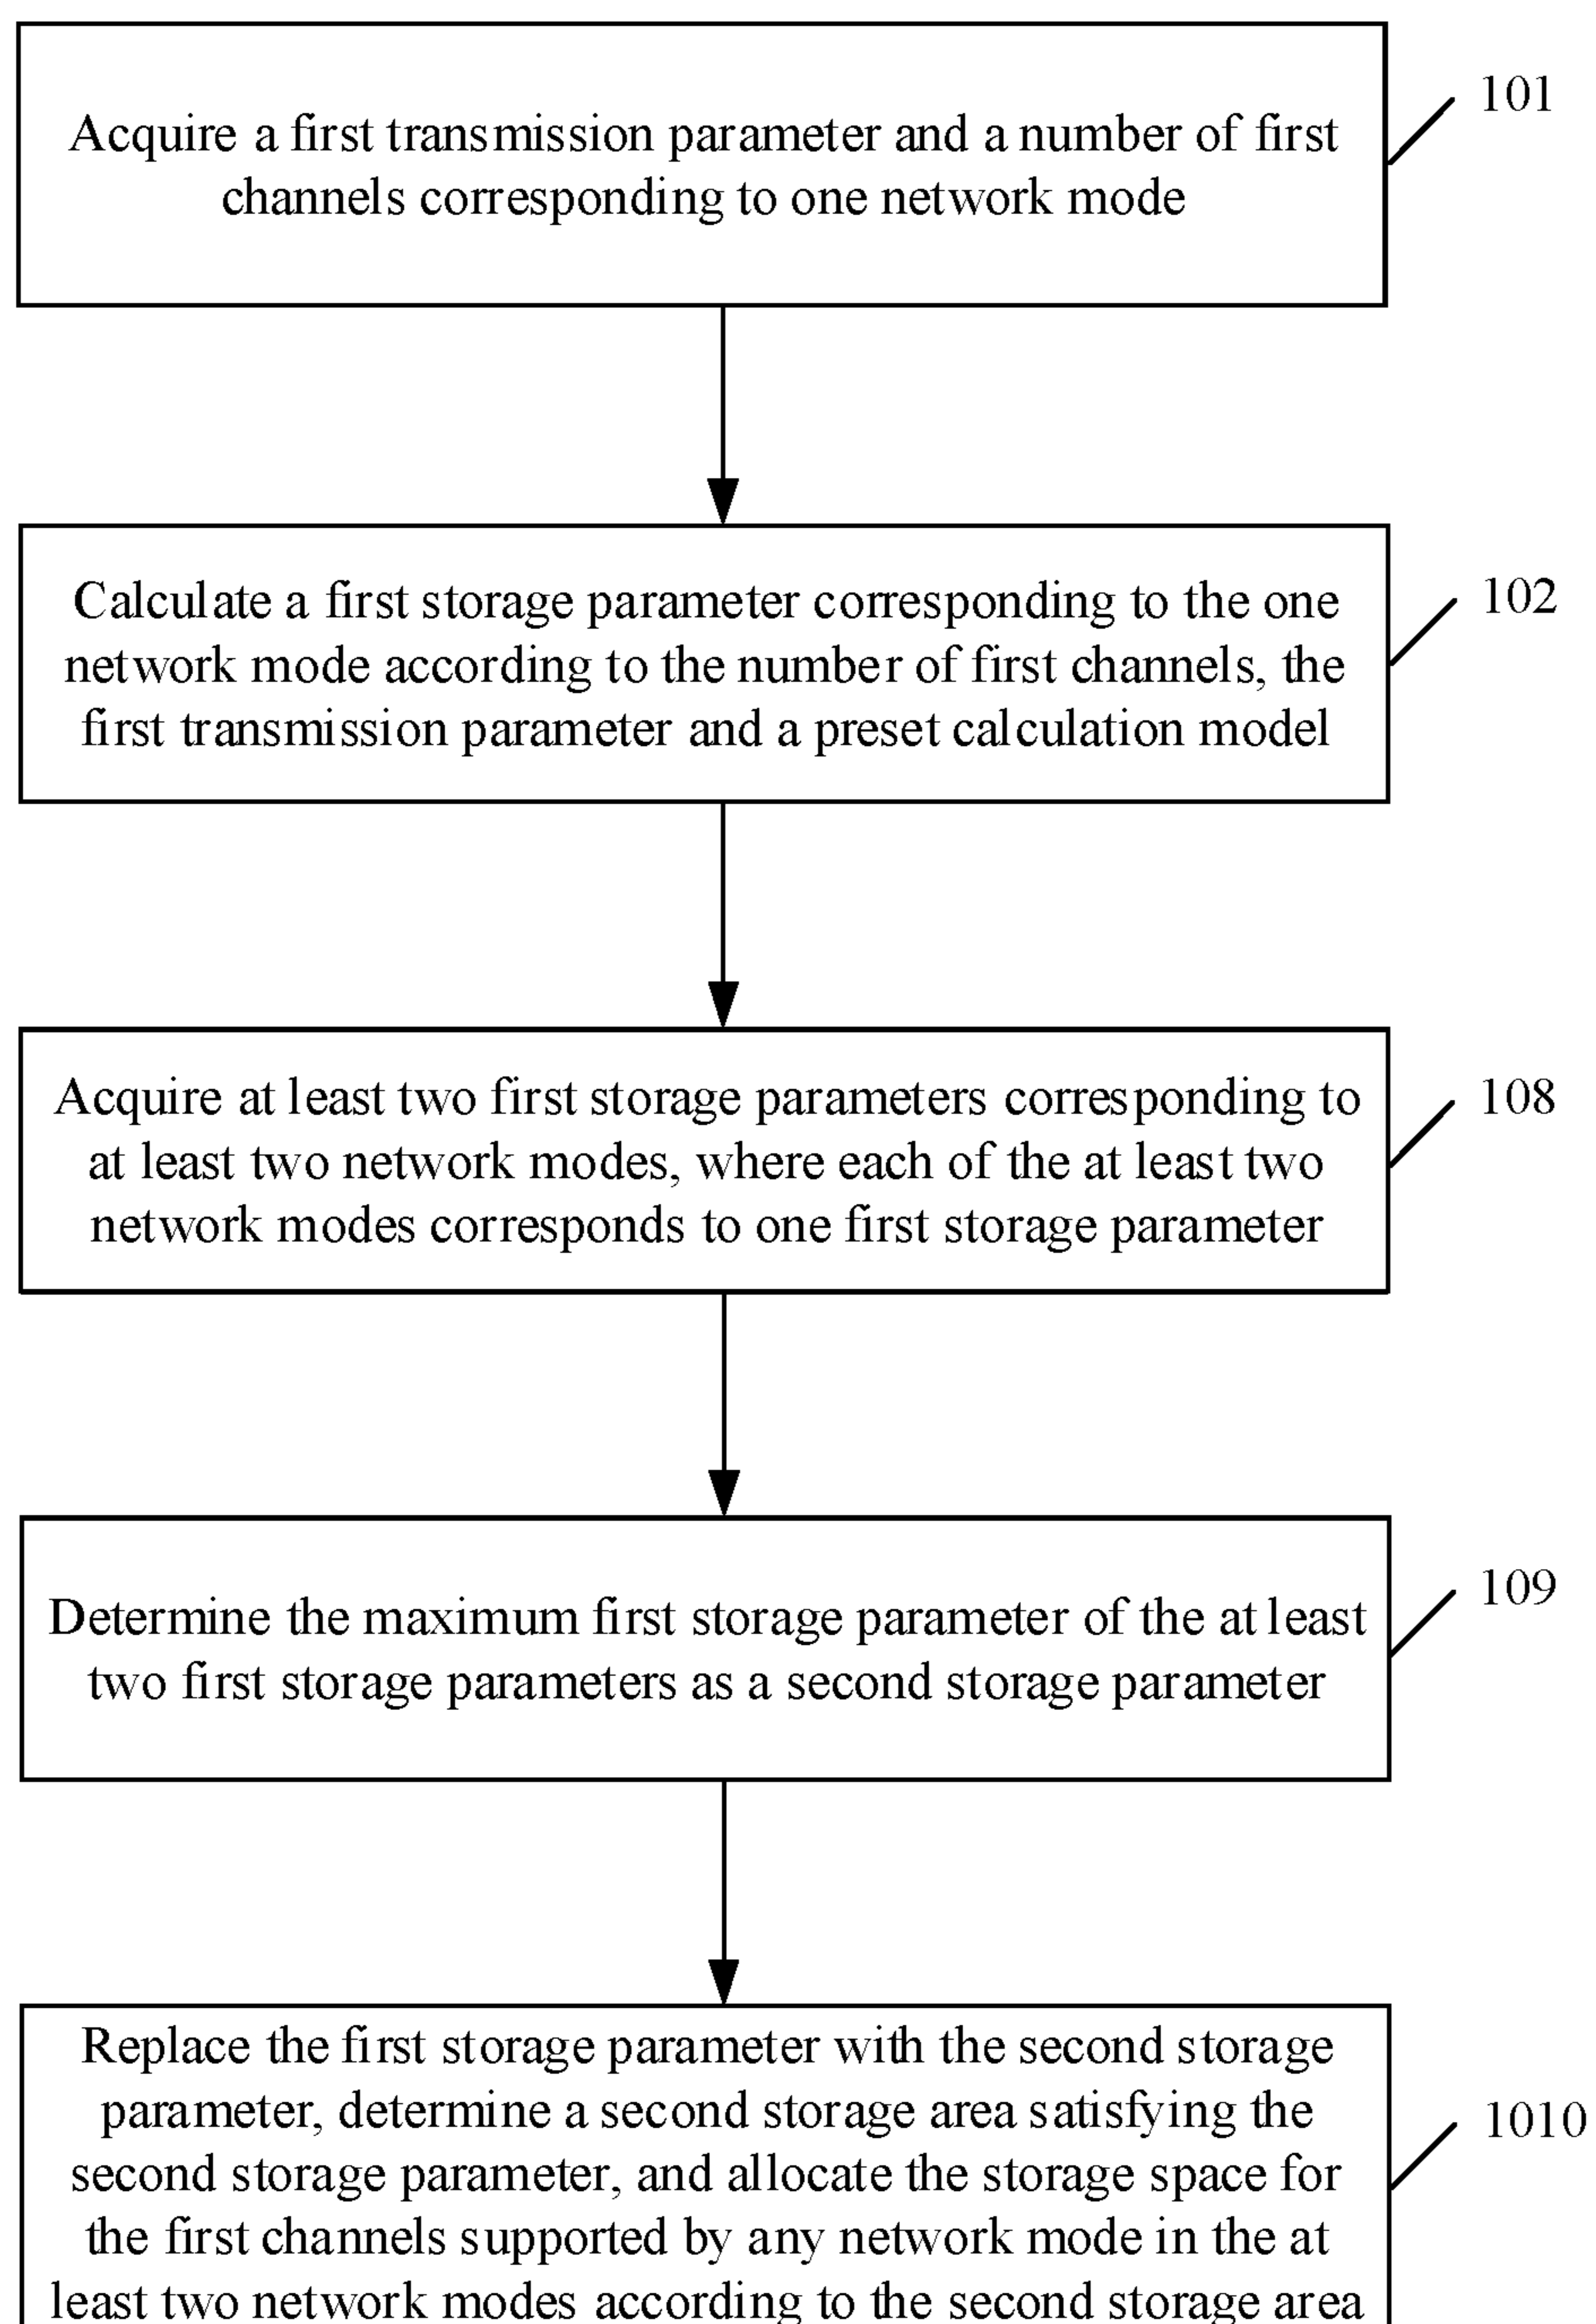 Acquire a first transmission parameter and a number of first
channels corresponding to one network mode
101
Calculate a first storage parameter corresponding to the one
network mode according to the number of first channels, the
first transmission parameter and a preset calculation model
102
Acquire at least two first storage parameters corresponding to
at least two network modes, where each of the at least two
network modes corresponds to one first storage parameter
108
Determine the maximum first storage parameter of the at least
two first storage parameters as a second storage parameter
109
Replace the first storage parameter with the second storage
parameter, determine a second storage area satisfying the
second storage parameter, and allocate the storage space for
the first channels supported by any network mode in the at
least two network modes according to the second storage area
1010